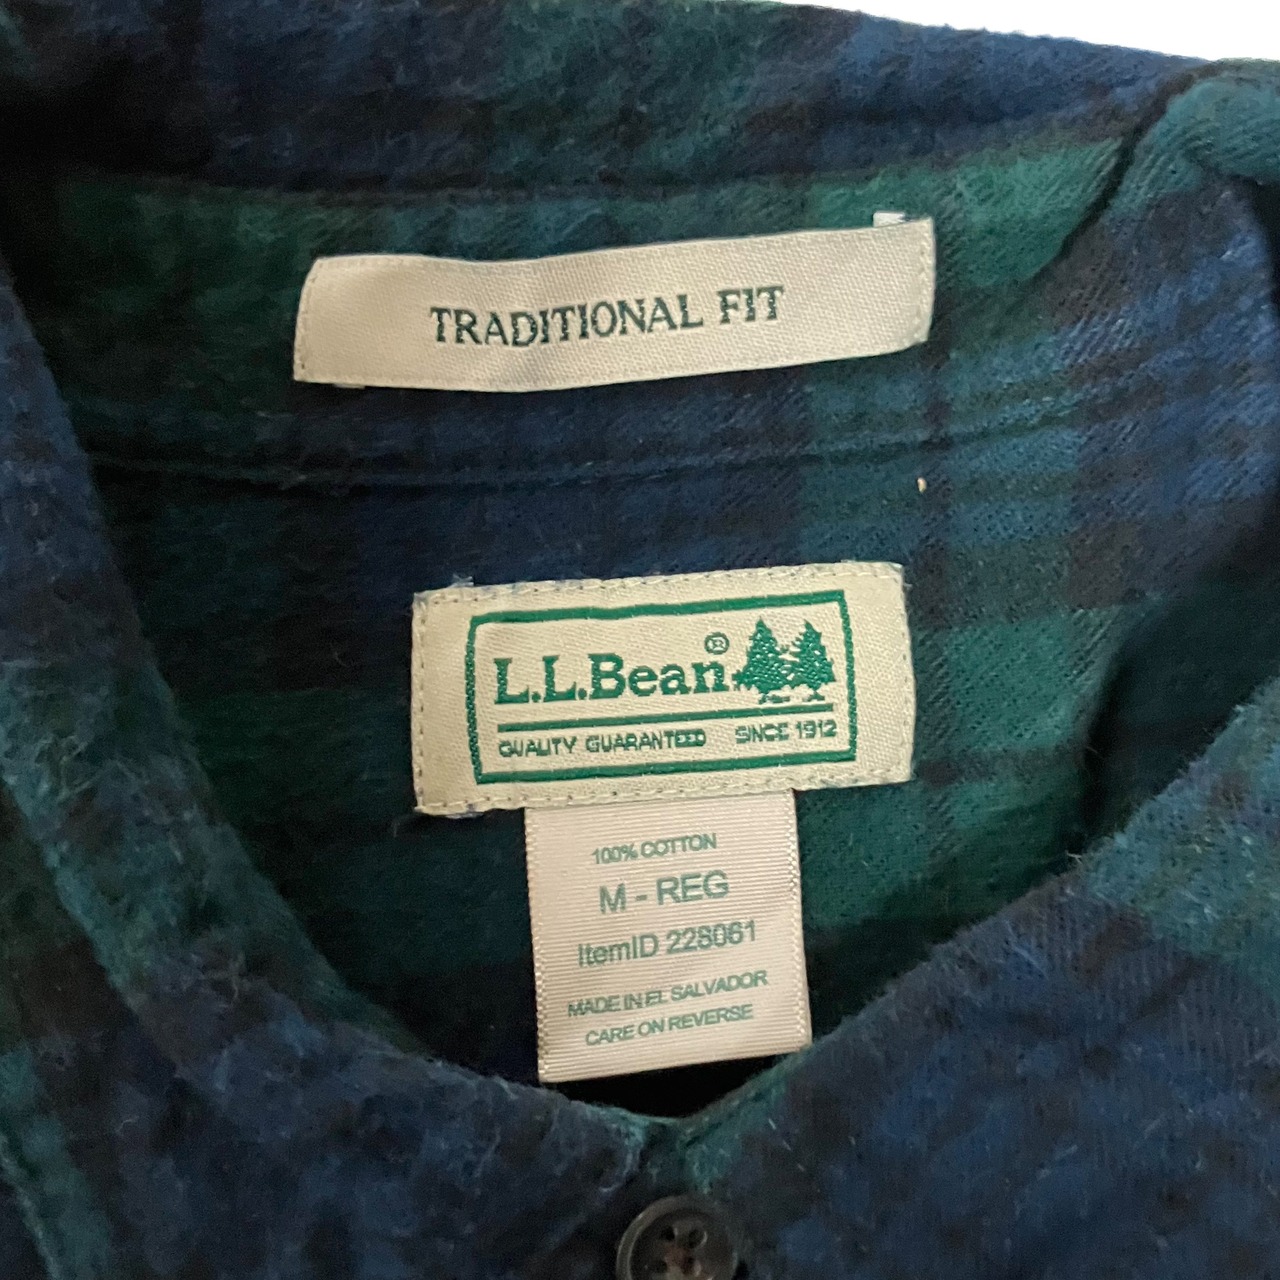 TRADITIONAL FIT
L.L.Bean®
QUALITY GUARANTEED SINCE 1912
100% COTTON
M - REG
ItemID 228061
MADE IN EL SALVADOR
CARE ON REVERSE